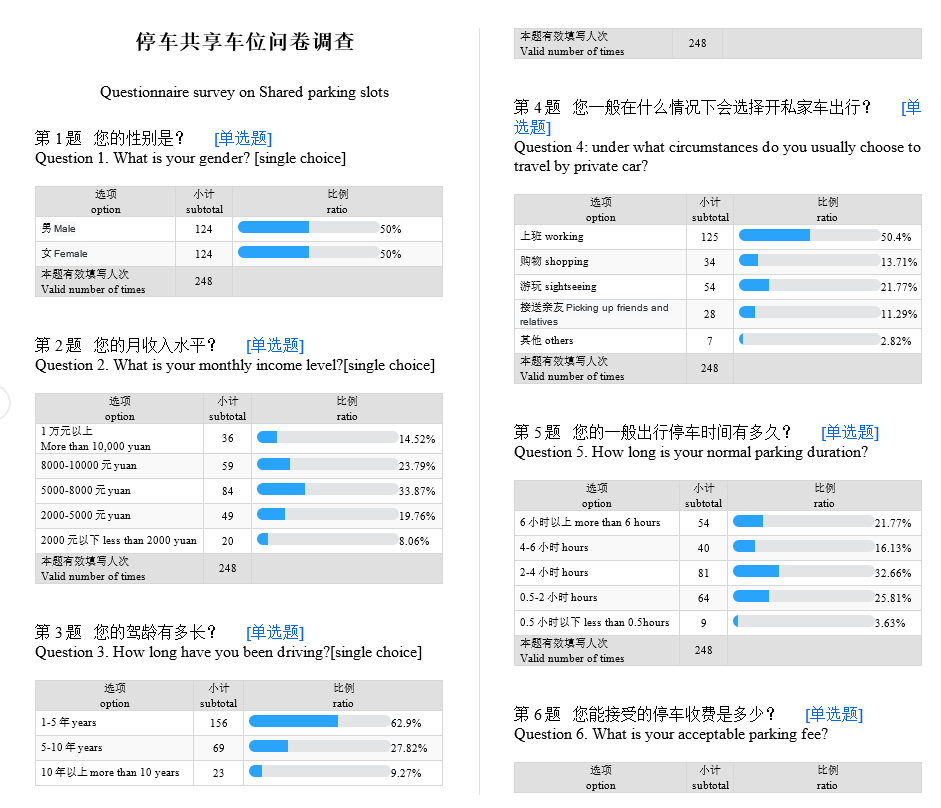 停车共享车位问卷调查
Questionnaire survey on Shared parking slots
第 1 题 您的性别是? [单选题]
Question 1. What is your gender? [single choice]
选项 小计 比例
option subtotal ratio
男 Male 124 50%
女 Female 124 50%
本题有效填写人次
Valid number of times 248
第 2 题 您的月收入水平? [单选题]
Question 2. What is your monthly income level?[single choice]
选项 小计 比例
option subtotal ratio
1 万元以上
More than 10,000 yuan 36 14.52%
8000-10000 元 yuan 59 23.79%
5000-8000 元 yuan 84 33.87%
2000-5000 元 yuan 49 19.76%
2000 元以下 less than 2000 yuan 20 8.06%
本题有效填写人次
Valid number of times 248
第 3 题 您的驾龄有多长? [单选题]
Question 3. How long have you been driving?[single choice]
选项 小计 比例
option subtotal ratio
1-5 年 years 156 62.9%
5-10 年 years 69 27.82%
10 年以上 more than 10 years 23 9.27%
本题有效填写人次
Valid number of times 248
第 4 题 您一般在什么情况下会选择开私家车出行? [单
选题]
Question 4: under what circumstances do you usually choose to
travel by private car?
选项 小计 比例
option subtotal ratio
上班 working 125 50.4%
购物 shopping 34 13.71%
游玩 sightseeing 54 21.77%
接送亲友 Picking up friends and
relatives 28 11.29%
其他 others 7 2.82%
本题有效填写人次
Valid number of times 248
第 5 题 您的一般出行停车时间有多久? [单选题]
Question 5. How long is your normal parking duration?
选项 小计 比例
option subtotal ratio
6 小时以上 more than 6 hours 54 21.77%
4-6 小时 hours 40 16.13%
2-4 小时 hours 81 32.66%
0.5-2 小时 hours 64 25.81%
0.5 小时以下 less than 0.5hours 9 3.63%
本题有效填写人次
Valid number of times 248
第 6 题 您能接受的停车收费是多少? [单选题]
Question 6. What is your acceptable parking fee?
选项 小计 比例
option subtotal ratio